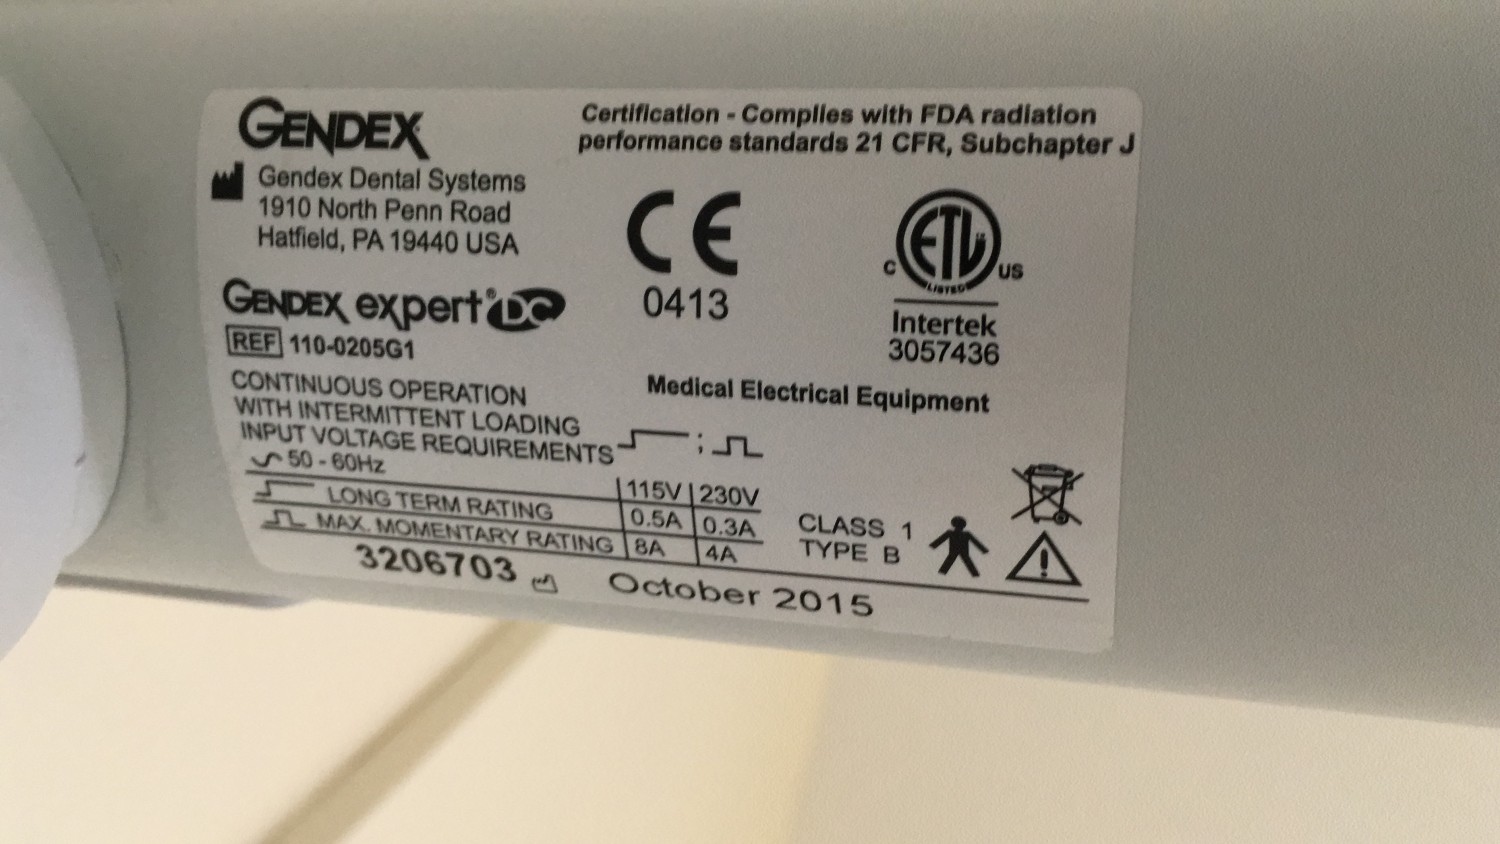 GENDEX
Gendex Dental Systems
1910 North Penn Road
Hatfield, PA 19440 USA
Certification - Complies with FDA radiation
performance standards 21 CFR, Subchapter J
CE
0413
C ETL US
LISTED
Intertek
3057436
GENDEX expert® DC
REF 110-0205G1
CONTINUOUS OPERATION
WITH INTERMITTENT LOADING
INPUT VOLTAGE REQUIREMENTS
50 - 60Hz
Medical Electrical Equipment
;
115V 230V
LONG TERM RATING 0.5A 0.3A
MAX. MOMENTARY RATING 8A 4A
CLASS 1
TYPE B
3206703 October 2015